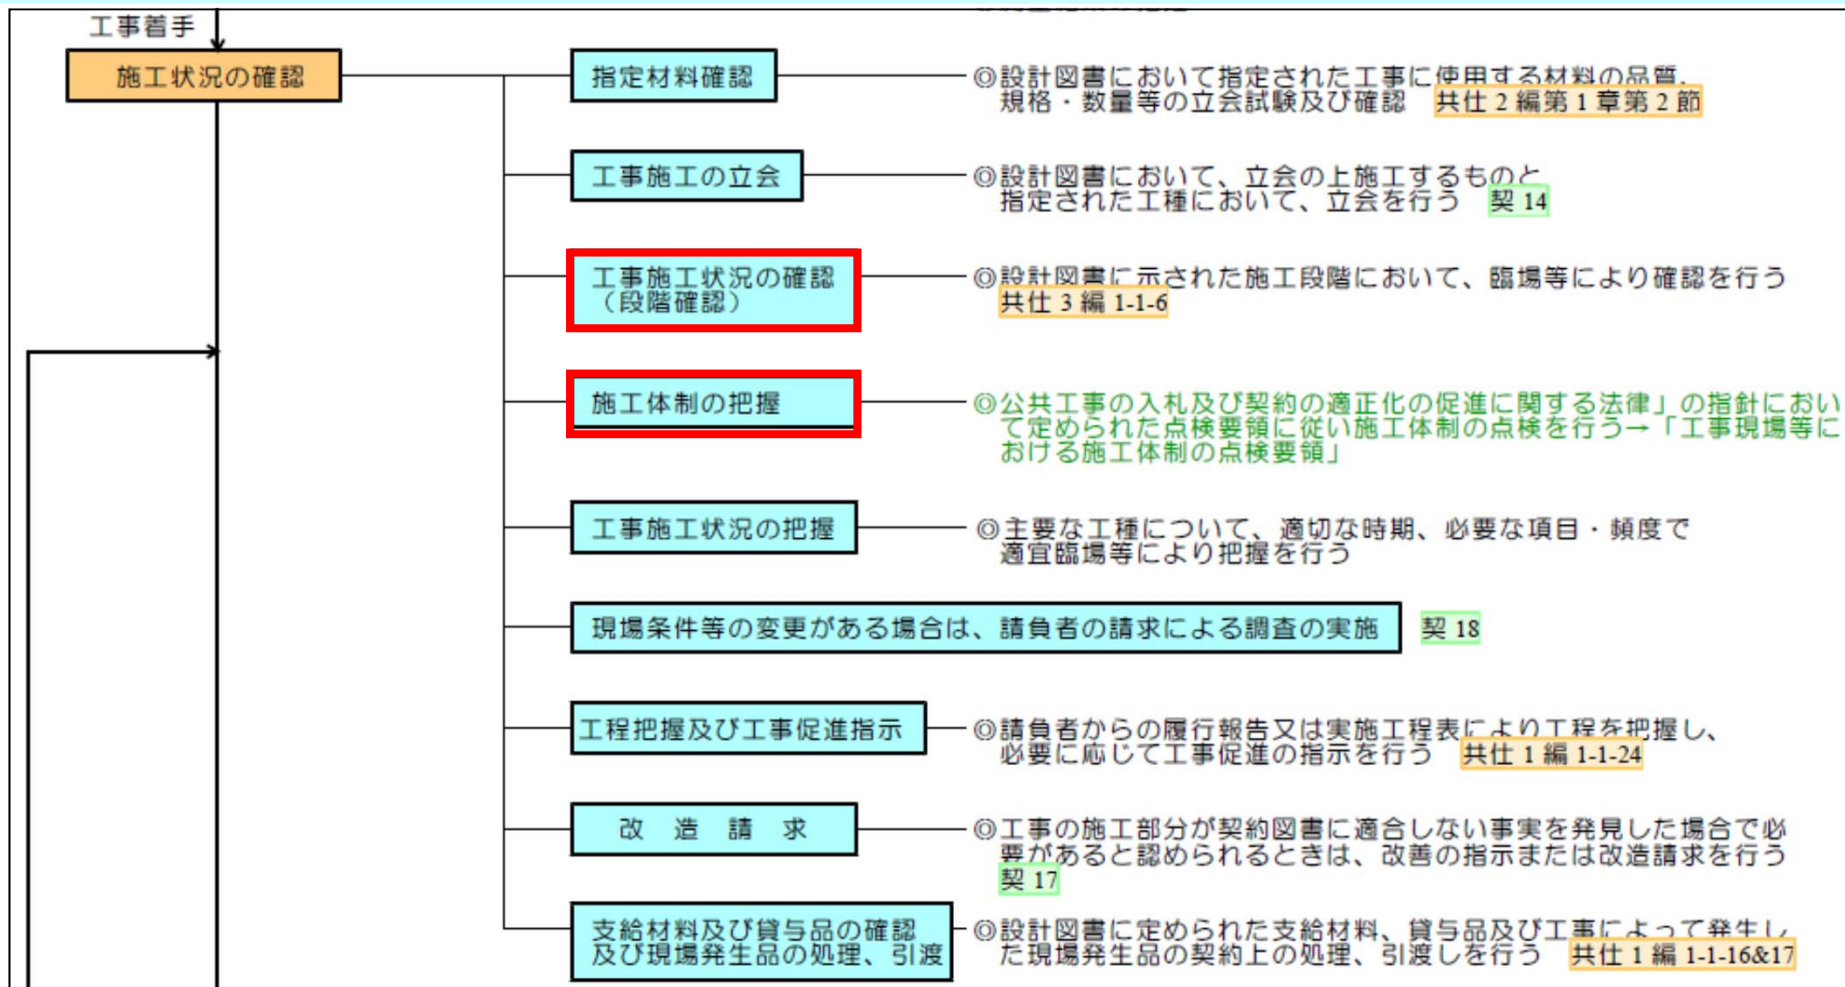 工事着手
施工状況の確認
指定材料確認
◎設計図書において指定された工事に使用する材料の品質、
規格・数量等の立会試験及び確認 共仕2編第1章第2節
工事施工の立会
◎設計図書において、立会の上施工するものと
指定された工種において、立会を行う 契14
工事施工状況の確認
（段階確認）
◎設計図書に示された施工段階において、臨場等により確認を行う
共仕3編1-1-6
施工体制の把握
◎公共工事の入札及び契約の適正化の促進に関する法律」の指針におい
て定められた点検要領に従い施工体制の点検を行う→「工事現場等に
おける施工体制の点検要領」
工事施工状況の把握
◎主要な工種について、適切な時期、必要な項目・頻度で
適宜臨場等により把握を行う
現場条件等の変更がある場合は、請負者の請求による調査の実施 契18
工程把握及び工事促進指示
◎請負者からの履行報告又は実施工程表により工程を把握し、
必要に応じて工事促進の指示を行う 共仕1編1-1-24
改造請求
◎工事の施工部分が契約図書に適合しない事実を発見した場合で必
要があると認められるときは、改善の指示または改造請求を行う
契17
支給材料及び貸与品の確認
及び現場発生品の処理、引渡
◎設計図書に定められた支給材料、貸与品及び工事によって発生し
た現場発生品の契約上の処理、引渡しを行う 共仕1編1-1-16&17